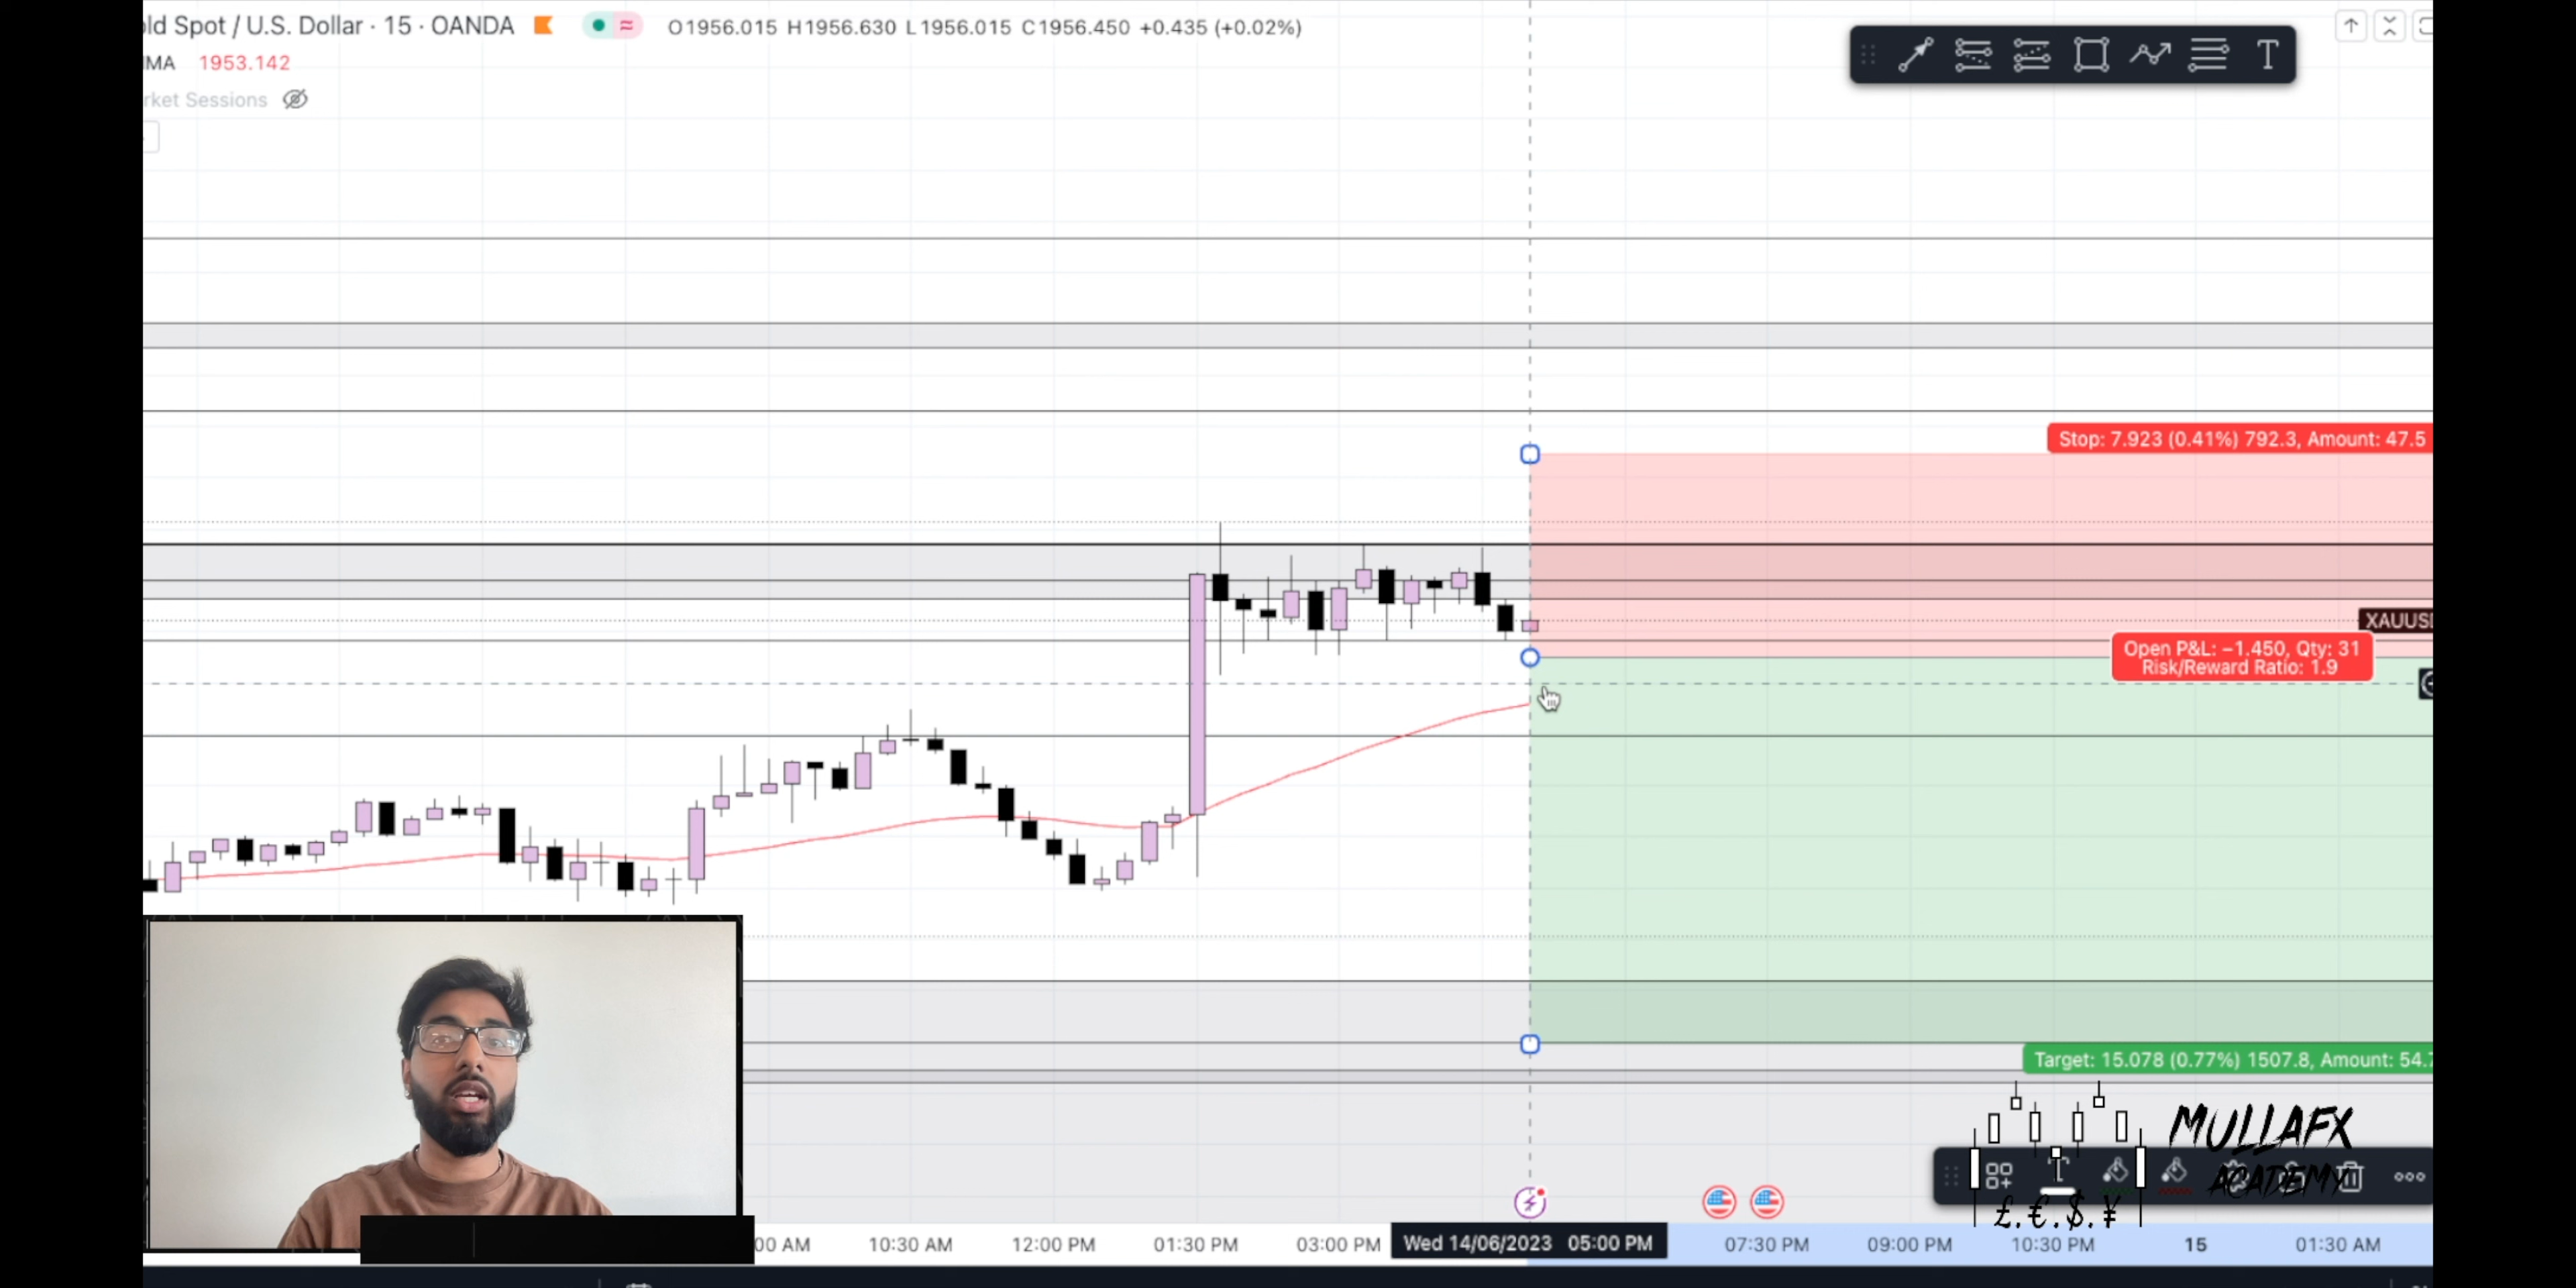 ld Spot / U.S. Dollar · 15 · OANDA O1956.015 H1956.630 L1956.015 C1956.450 +0.435 (+0.02%)
MA 1953.142
rket Sessions
T
Stop: 7.923 (0.41%) 792.3, Amount: 47.5
XAUUS
Open P&L: −1.450, Qty: 31
Risk/Reward Ratio: 1.9
Target: 15.078 (0.77%) 1507.8, Amount: 54.
MULLAFX
ACADEMY
£.€.$.¥
00 AM 10:30 AM 12:00 PM 01:30 PM 03:00 PM Wed 14/06/2023 05:00 PM 07:30 PM 09:00 PM 10:30 PM 15 01:30 AM